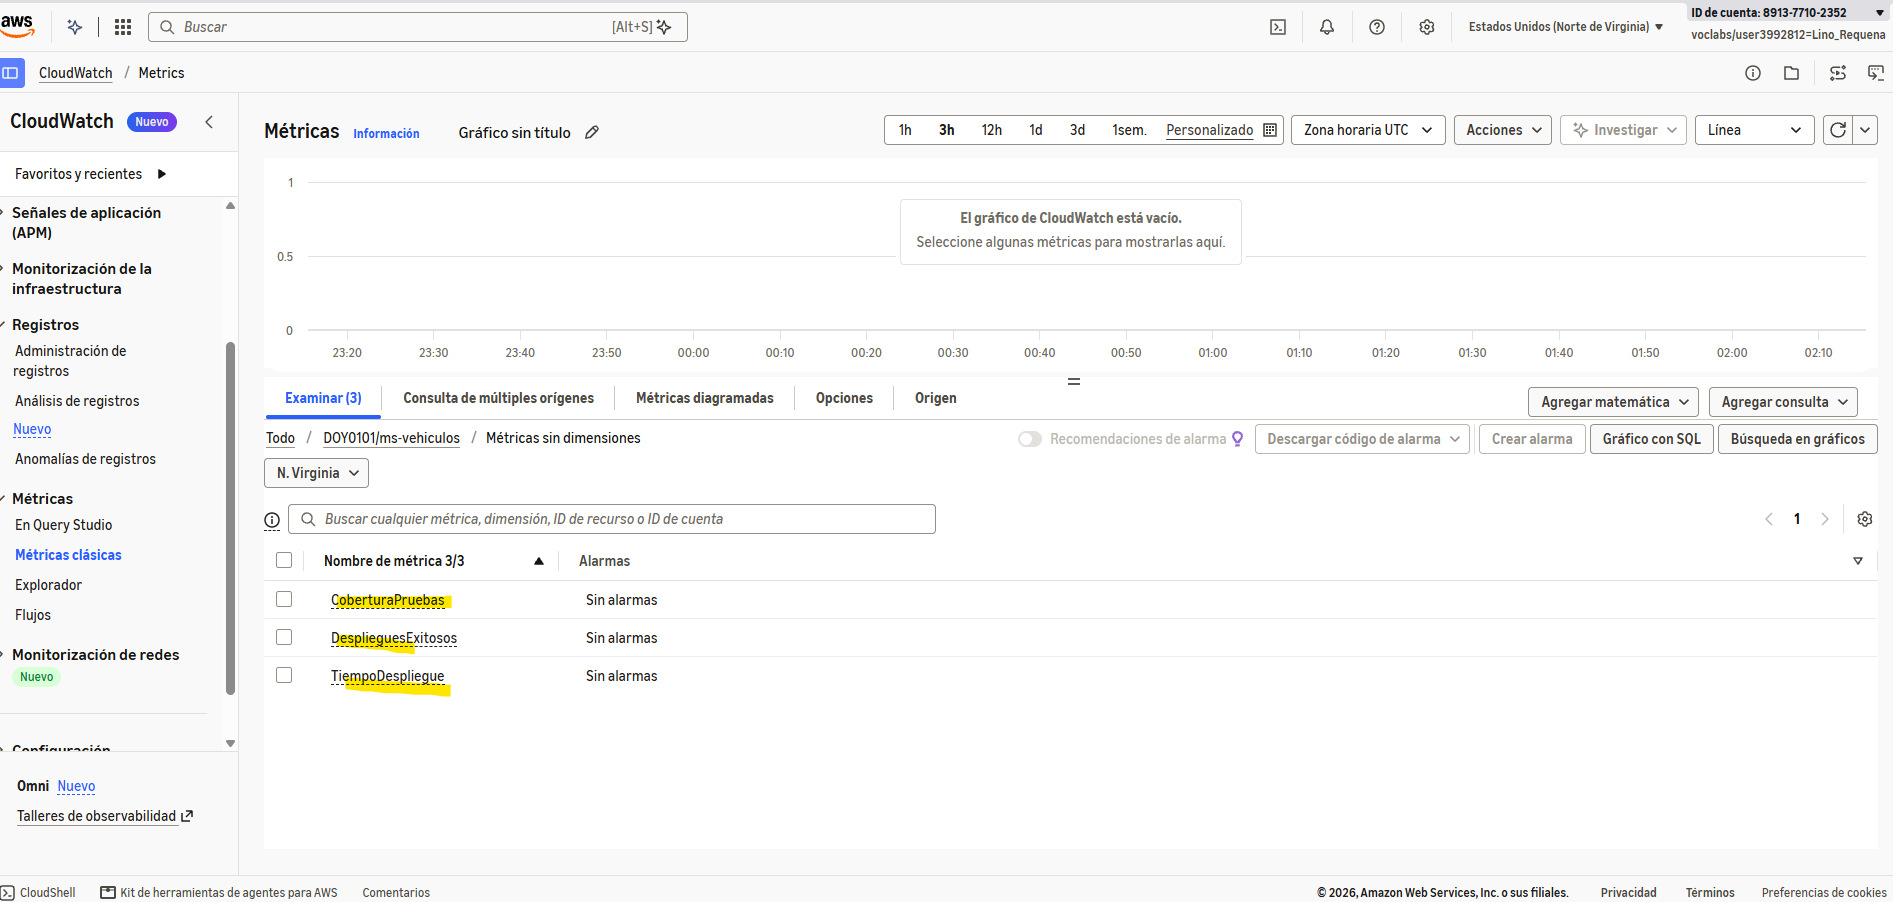 aws
Buscar [Alt+S]
Estados Unidos (Norte de Virginia)
ID de cuenta: 8913-7710-2352
voclabs/user3992812=Lino_Requena
CloudWatch / Metrics
CloudWatch Nuevo
Favoritos y recientes
Señales de aplicación
(APM)
Monitorización de la
infraestructura
Registros
Administración de
registros
Análisis de registros
Nuevo
Anomalías de registros
Métricas
En Query Studio
Métricas clásicas
Explorador
Flujos
Monitorización de redes
Nuevo
Configuración
Omni Nuevo
Talleres de observabilidad
Métricas Información Gráfico sin título
1h 3h 12h 1d 3d 1sem. Personalizado
Zona horaria UTC
Acciones
Investigar
Línea
1
0.5
0
El gráfico de CloudWatch está vacío.
Seleccione algunas métricas para mostrarlas aquí.
23:20 23:30 23:40 23:50 00:00 00:10 00:20 00:30 00:40 00:50 01:00 01:10 01:20 01:30 01:40 01:50 02:00 02:10
Examinar (3) Consulta de múltiples orígenes Métricas diagramadas Opciones Origen
Agregar matemática Agregar consulta
Todo / DOY0101/ms-vehiculos / Métricas sin dimensiones
Recomendaciones de alarma Descargar código de alarma Crear alarma Gráfico con SQL Búsqueda en gráficos
N. Virginia
Buscar cualquier métrica, dimensión, ID de recurso o ID de cuenta
1
Nombre de métrica 3/3 Alarmas
CoberturaPruebas Sin alarmas
DesplieguesExitosos Sin alarmas
TiempoDespliegue Sin alarmas
CloudShell Kit de herramientas de agentes para AWS Comentarios
© 2026, Amazon Web Services, Inc. o sus filiales. Privacidad Términos Preferencias de cookies